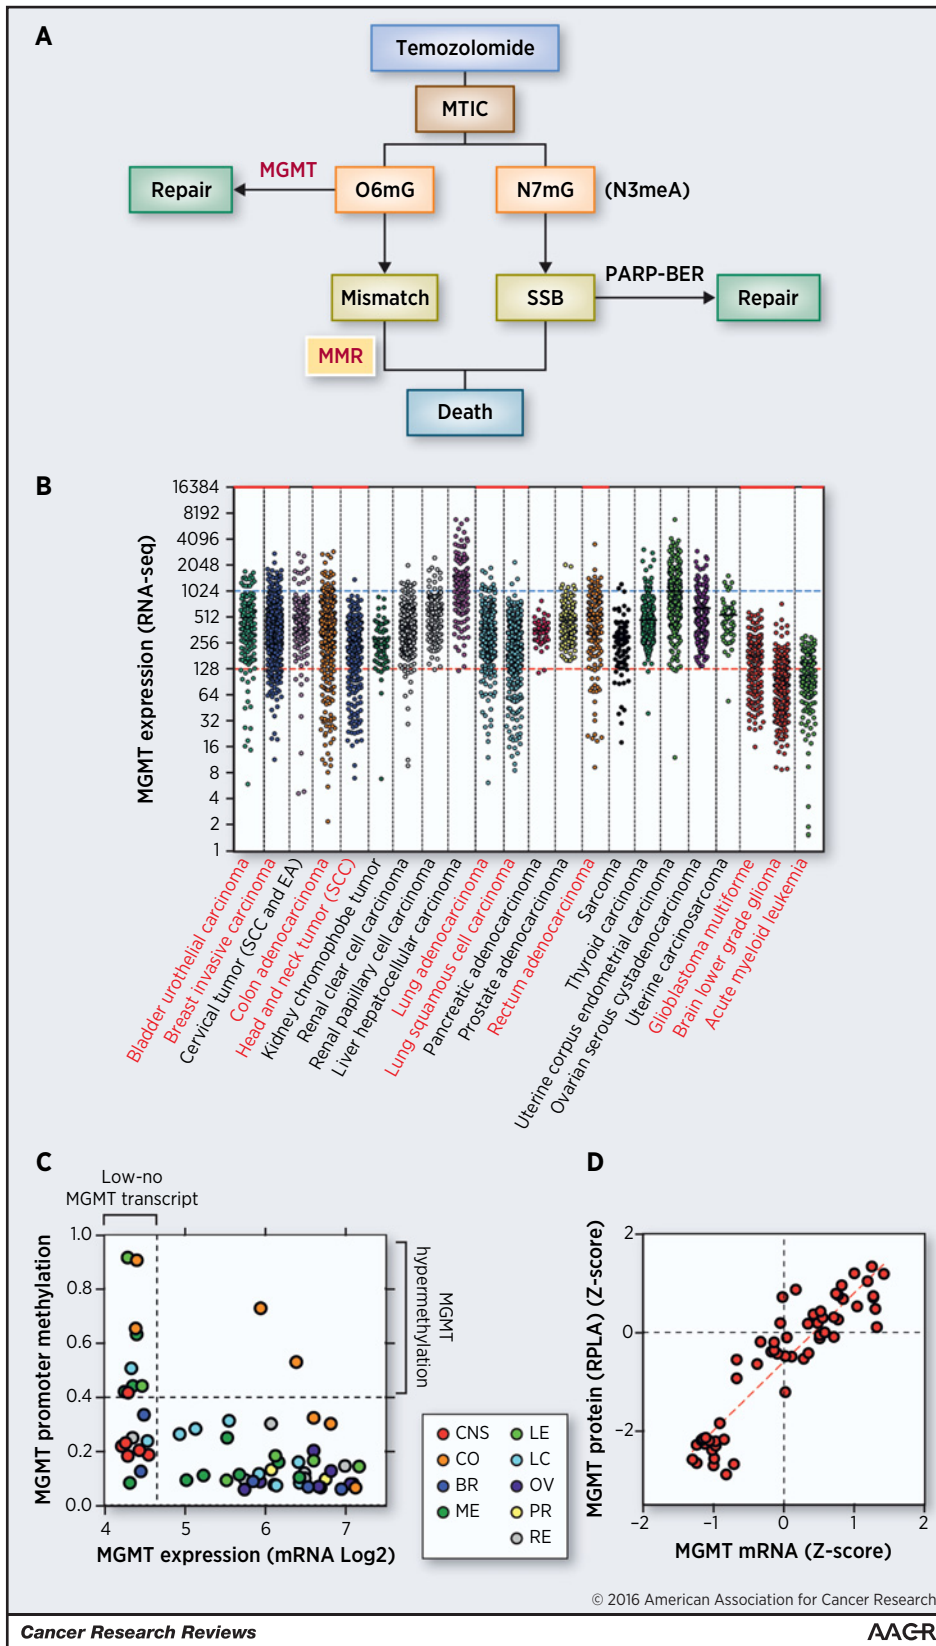 A
Temozolomide
MTIC
MGMT
Repair
O6mG
N7mG
(N3meA)
PARP-BER
Mismatch
SSB
Repair
MMR
Death
B
MGMT expression (RNA-seq)
16384
8192
4096
2048
1024
512
256
128
64
32
16
8
4
2
1
Bladder urothelial carcinoma
Breast invasive carcinoma
Cervical tumor (SCC and EA)
Colon adenocarcinoma
Head and neck tumor (SCC)
Kidney chromophobe tumor
Renal clear cell carcinoma
Renal papillary cell carcinoma
Liver hepatocellular carcinoma
Lung adenocarcinoma
Lung squamous cell carcinoma
Pancreatic adenocarcinoma
Prostate adenocarcinoma
Rectum adenocarcinoma
Sarcoma
Thyroid carcinoma
Uterine corpus endometrial carcinoma
Ovarian serous cystadenocarcinoma
Uterine carcinosarcoma
Glioblastoma multiforme
Brain lower grade glioma
Acute myeloid leukemia
C
Low-no
MGMT transcript
MGMT promoter methylation
1.0
0.8
0.6
0.4
0.2
0.0
4 5 6 7
MGMT expression (mRNA Log2)
MGMT
hypermethylation
CNS LE
CO LC
BR OV
ME PR
RE
D
MGMT protein (RPLA) (Z-score)
2
0
−2
−2 −1 0 1 2
MGMT mRNA (Z-score)
© 2016 American Association for Cancer Research
Cancer Research Reviews
AACR